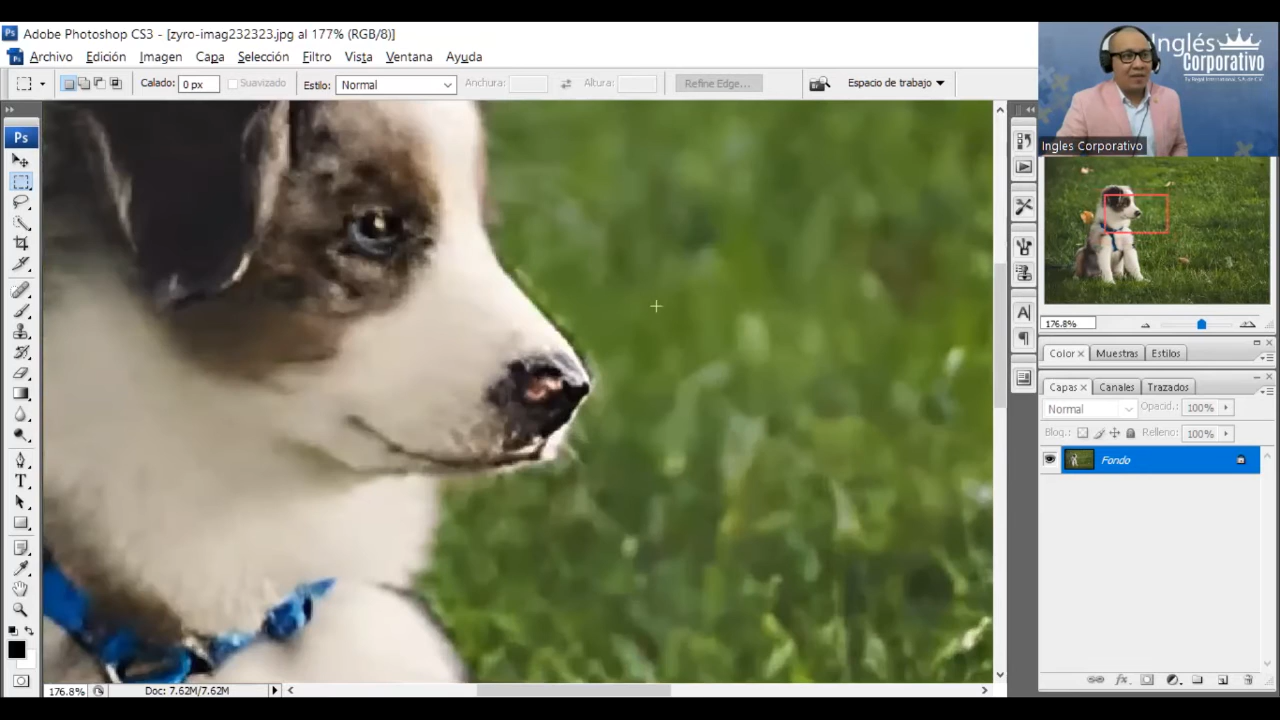 Adobe Photoshop CS3 - [zyro-imag232323.jpg al 177% (RGB/8)]
Archivo Edición Imagen Capa Selección Filtro Vista Ventana Ayuda
Calado: 0 px Suavizado Estilo: Normal Anchura: Altura: Refine Edge... Espacio de trabajo
Inglés
Corporativo
Ingles Corporativo
Ps
176.8%
Color Muestras Estilos
Capas Canales Trazados
Normal Opacid.: 100%
Bloq.: Relleno: 100%
Fondo
176.8% Doc: 7.62M/7.62M